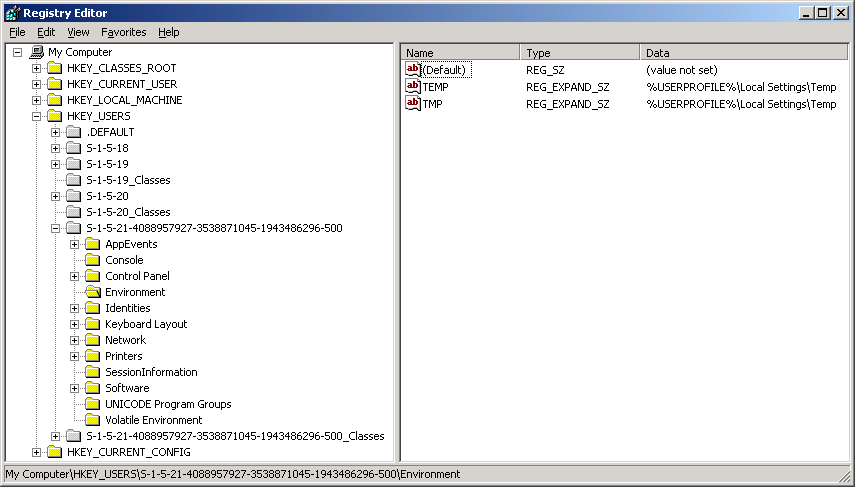 Registry Editor
File Edit View Favorites Help
My Computer
HKEY_CLASSES_ROOT
HKEY_CURRENT_USER
HKEY_LOCAL_MACHINE
HKEY_USERS
.DEFAULT
S-1-5-18
S-1-5-19
S-1-5-19_Classes
S-1-5-20
S-1-5-20_Classes
S-1-5-21-4088957927-3538871045-1943486296-500
AppEvents
Console
Control Panel
Environment
Identities
Keyboard Layout
Network
Printers
SessionInformation
Software
UNICODE Program Groups
Volatile Environment
S-1-5-21-4088957927-3538871045-1943486296-500_Classes
HKEY_CURRENT_CONFIG
Name Type Data
ab (Default) REG_SZ (value not set)
ab TEMP REG_EXPAND_SZ %USERPROFILE%\Local Settings\Temp
ab TMP REG_EXPAND_SZ %USERPROFILE%\Local Settings\Temp
My Computer\HKEY_USERS\S-1-5-21-4088957927-3538871045-1943486296-500\Environment